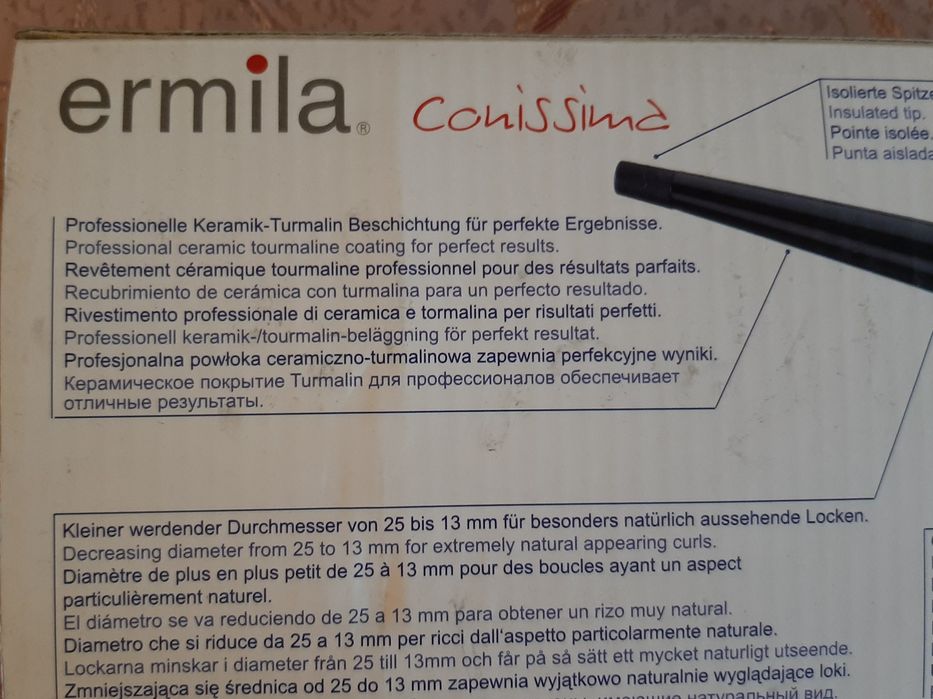 ermila® Conissima
Isolierte Spitze
Insulated tip.
Pointe isolée.
Punta aislada
Professionelle Keramik-Turmalin Beschichtung für perfekte Ergebnisse.
Professional ceramic tourmaline coating for perfect results.
Revêtement céramique tourmaline professionnel pour des résultats parfaits.
Recubrimiento de cerámica con turmalina para un perfecto resultado.
Rivestimento professionale di ceramica e tormalina per risultati perfetti.
Professionell keramik-/tourmalin-beläggning för perfekt resultat.
Profesjonalna powłoka ceramiczno-turmalinowa zapewnia perfekcyjne wyniki.
Керамическое покрытие Turmalin для профессионалов обеспечивает
отличные результаты.
Kleiner werdender Durchmesser von 25 bis 13 mm für besonders natürlich aussehende Locken.
Decreasing diameter from 25 to 13 mm for extremely natural appearing curls.
Diamètre de plus en plus petit de 25 à 13 mm pour des boucles ayant un aspect
particulièrement naturel.
El diámetro se va reduciendo de 25 a 13 mm para obtener un rizo muy natural.
Diametro che si riduce da 25 a 13 mm per ricci dall'aspetto particolarmente naturale.
Lockarna minskar i diameter från 25 till 13mm och får på så sätt ett mycket naturligt utseende.
Zmniejszająca się średnica od 25 do 13 mm zapewnia wyjątkowo naturalnie wyglądające loki.
натуральный вид.